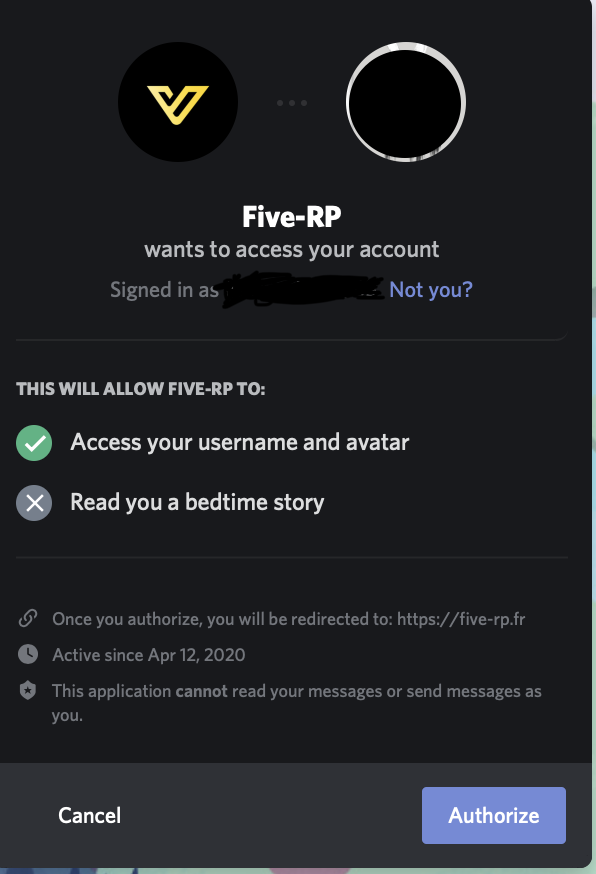 Five-RP
wants to access your account
Signed in as Not you?
THIS WILL ALLOW FIVE-RP TO:
Access your username and avatar
Read you a bedtime story
Once you authorize, you will be redirected to: https://five-rp.fr
Active since Apr 12, 2020
This application cannot read your messages or send messages as
you.
Cancel
Authorize